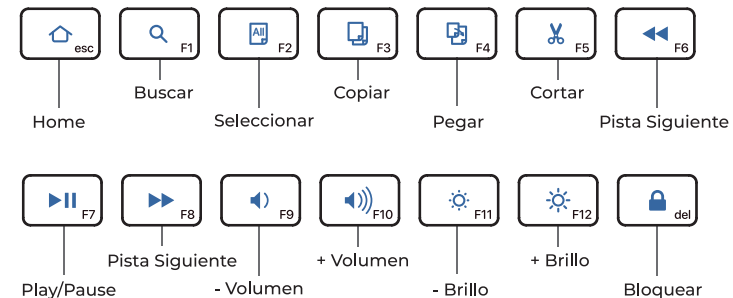 esc
F1
All
F2
F3
F4
F5
F6
Home
Buscar
Seleccionar
Copiar
Pegar
Cortar
Pista Siguiente
F7
F8
F9
F10
F11
F12
del
Play/Pause
Pista Siguiente
- Volumen
+ Volumen
- Brillo
+ Brillo
Bloquear